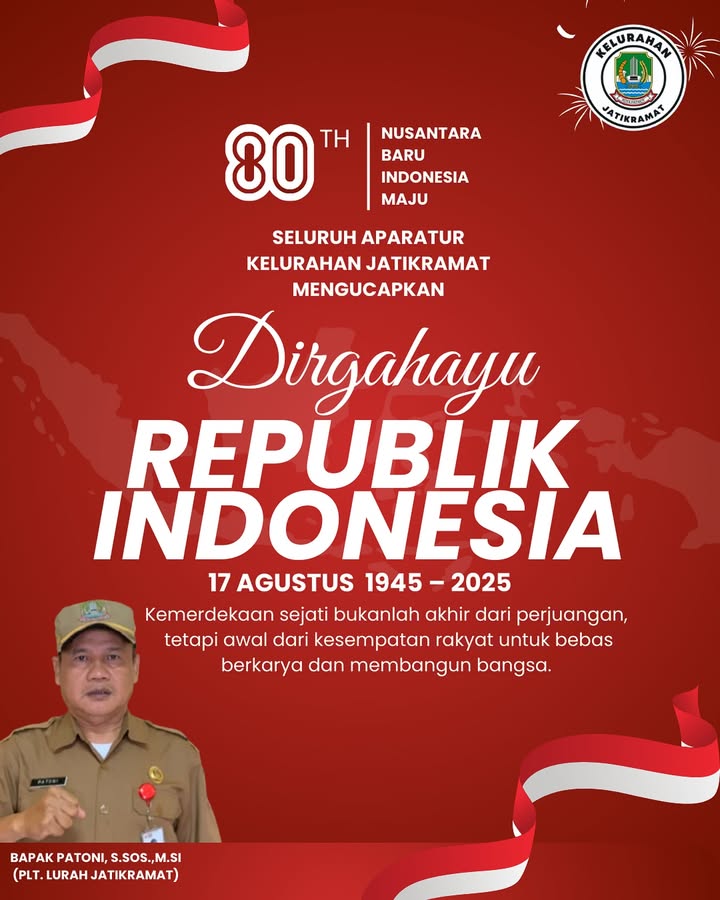 KELURAHAN
JATIKRAMAT
80TH
NUSANTARA
BARU
INDONESIA
MAJU
SELURUH APARATUR
KELURAHAN JATIKRAMAT
MENGUCAPKAN
Dirgahayu
REPUBLIK
INDONESIA
17 AGUSTUS 1945 – 2025
Kemerdekaan sejati bukanlah akhir dari perjuangan,
tetapi awal dari kesempatan rakyat untuk bebas
berkarya dan membangun bangsa.
PATONI
BAPAK PATONI, S.SOS.,M.SI
(PLT. LURAH JATIKRAMAT)